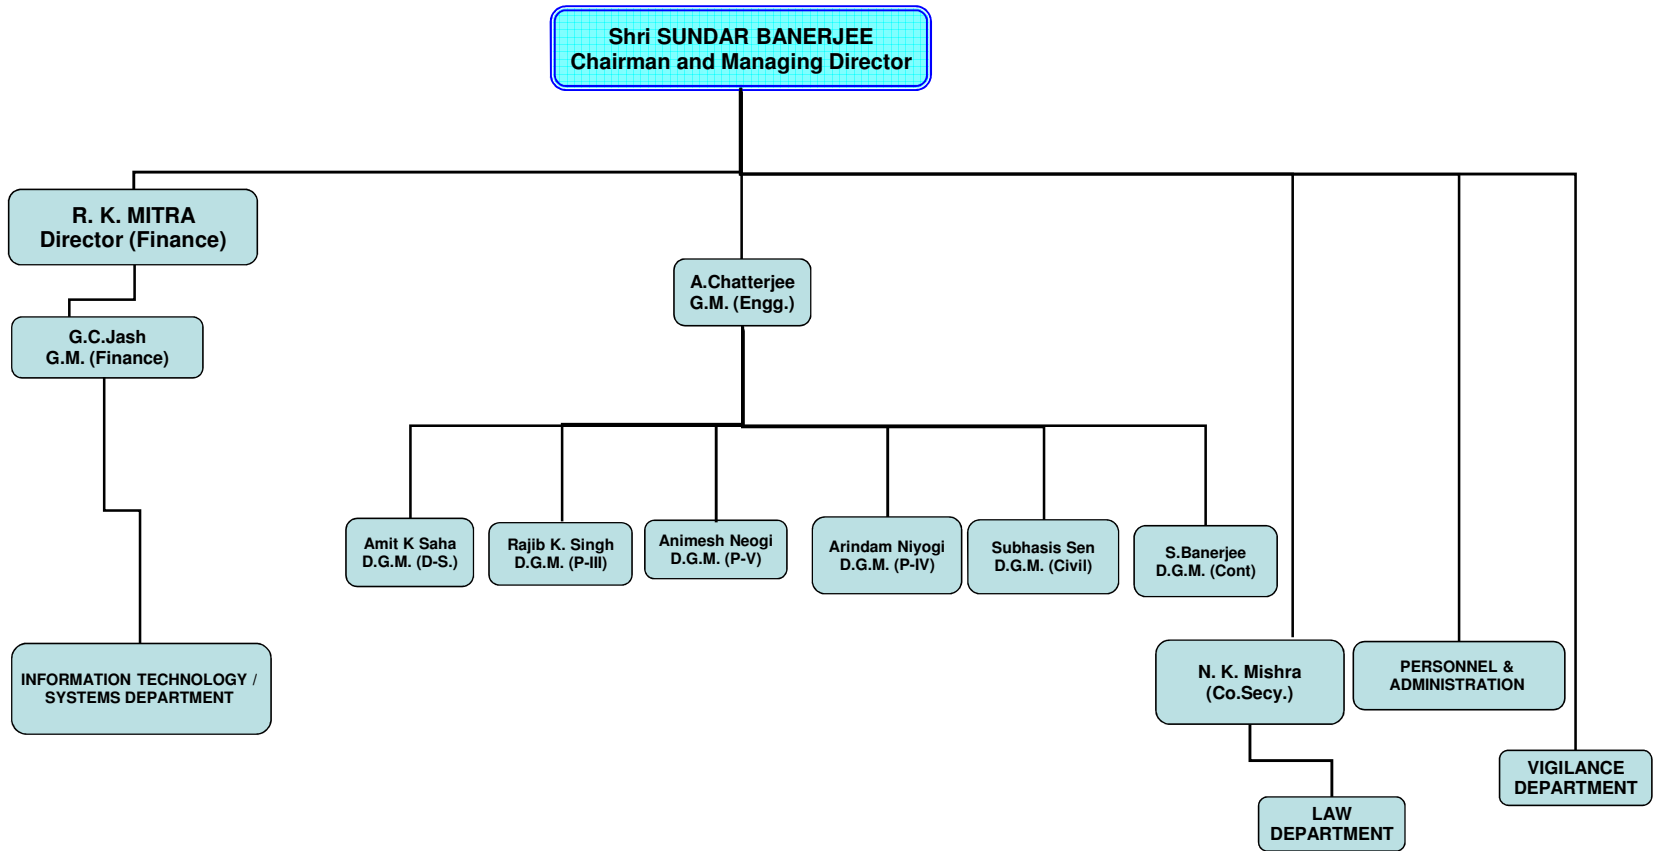 Shri SUNDAR BANERJEE
Chairman and Managing Director
R. K. MITRA
Director (Finance)
A.Chatterjee
G.M. (Engg.)
G.C.Jash
G.M. (Finance)
Amit K Saha
D.G.M. (D-S.)
Rajib K. Singh
D.G.M. (P-III)
Animesh Neogi
D.G.M. (P-V)
Arindam Niyogi
D.G.M. (P-IV)
Subhasis Sen
D.G.M. (Civil)
S.Banerjee
D.G.M. (Cont)
INFORMATION TECHNOLOGY /
SYSTEMS DEPARTMENT
N. K. Mishra
(Co.Secy.)
PERSONNEL &
ADMINISTRATION
VIGILANCE
DEPARTMENT
LAW
DEPARTMENT